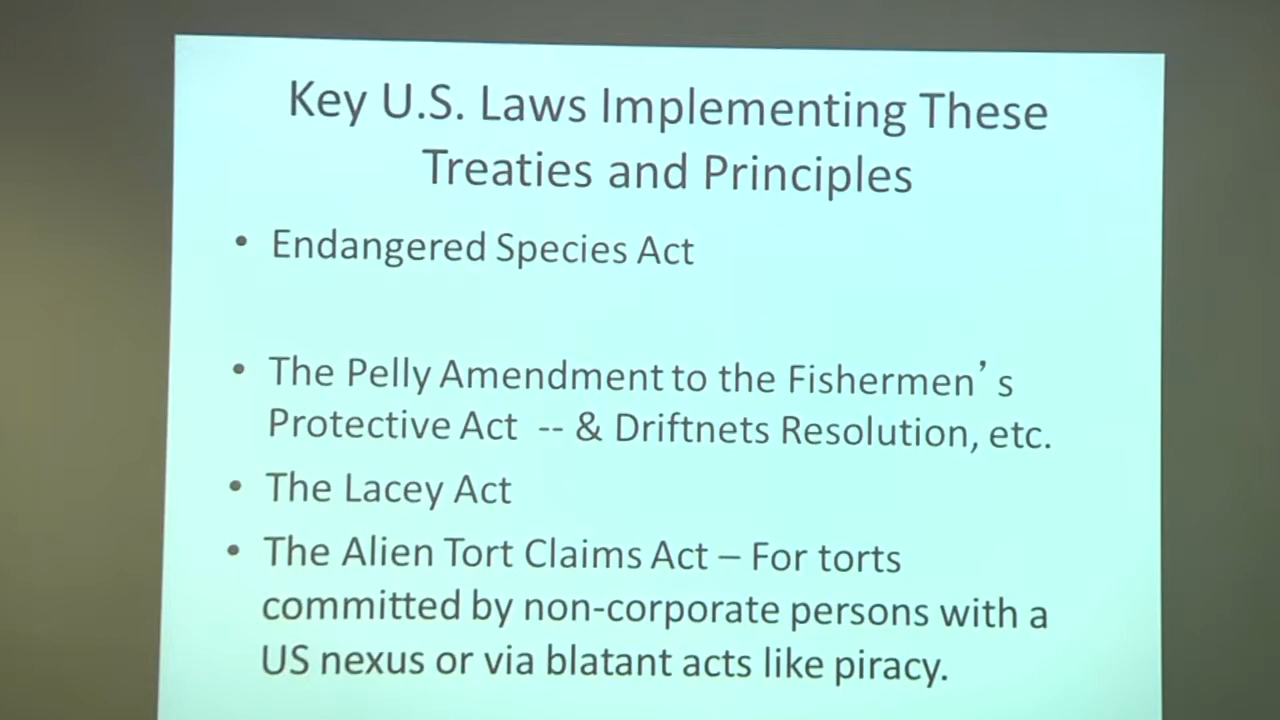 Key U.S. Laws Implementing These
Treaties and Principles
• Endangered Species Act
• The Pelly Amendment to the Fishermen's
Protective Act -- & Driftnets Resolution, etc.
• The Lacey Act
• The Alien Tort Claims Act – For torts
committed by non-corporate persons with a
US nexus or via blatant acts like piracy.